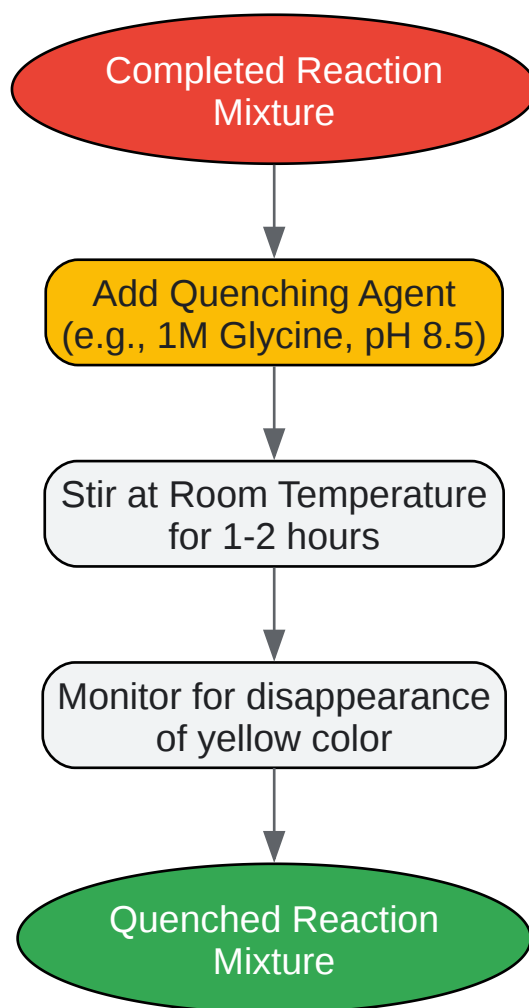 Completed Reaction
Mixture
Add Quenching Agent
(e.g., 1M Glycine, pH 8.5)
Stir at Room Temperature
for 1-2 hours
Monitor for disappearance
of yellow color
Quenched Reaction
Mixture